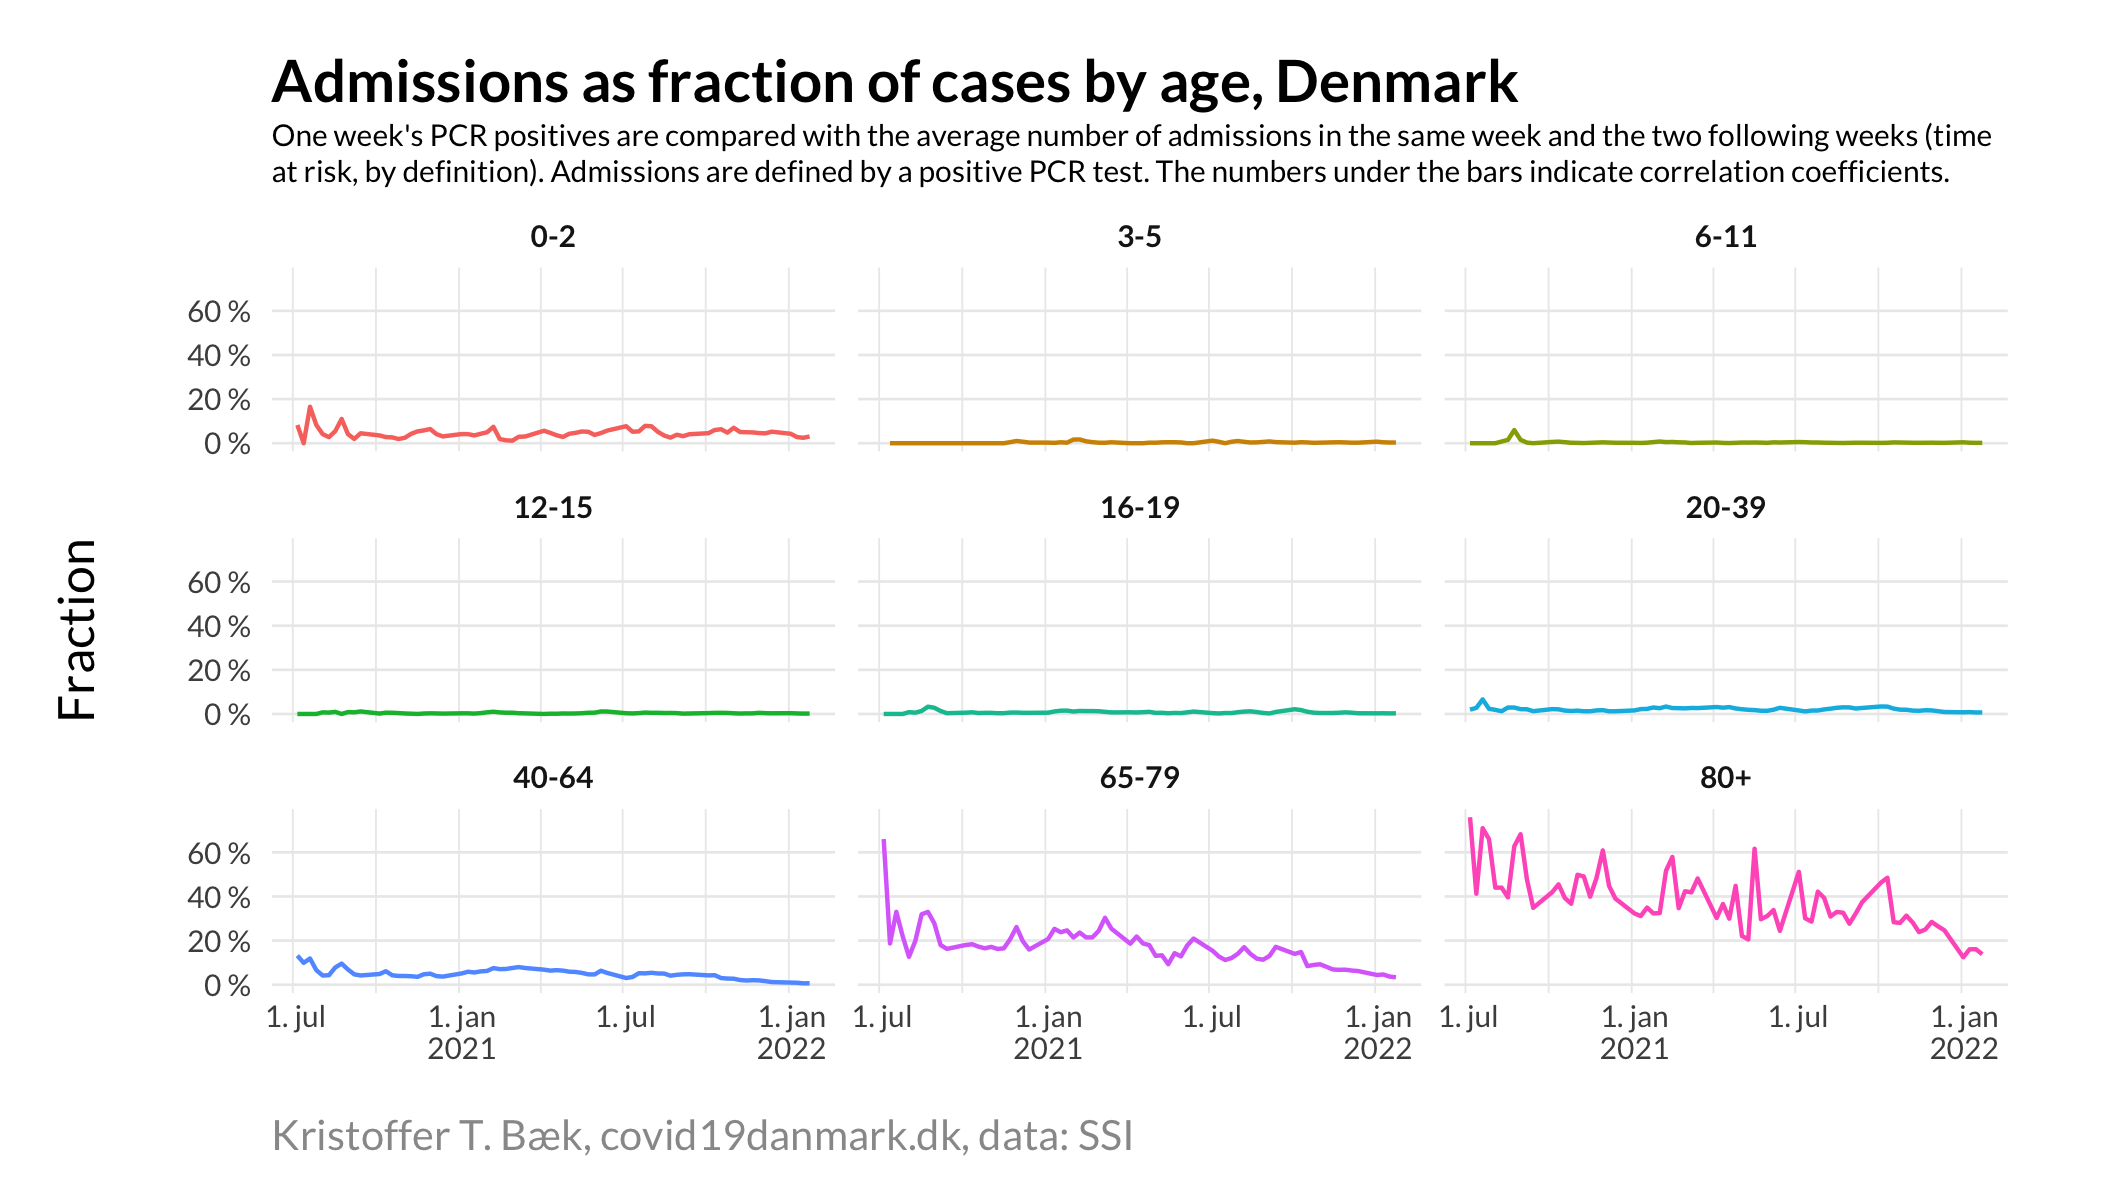 Admissions as fraction of cases by age, Denmark
One week's PCR positives are compared with the average number of admissions in the same week and the two following weeks (time
at risk, by definition). Admissions are defined by a positive PCR test. The numbers under the bars indicate correlation coefficients.
0-2 3-5 6-11
60 %
40 %
20 %
0 %
12-15 16-19 20-39
60 %
40 %
20 %
0 %
Fraction
40-64 65-79 80+
60 %
40 %
20 %
0 %
1. jul 1. jan 1. jul 1. jan 1. jul 1. jan 1. jul 1. jan 1. jul 1. jan 1. jul 1. jan
2021 2022 2021 2022 2021 2022
Kristoffer T. Bæk, covid19danmark.dk, data: SSI